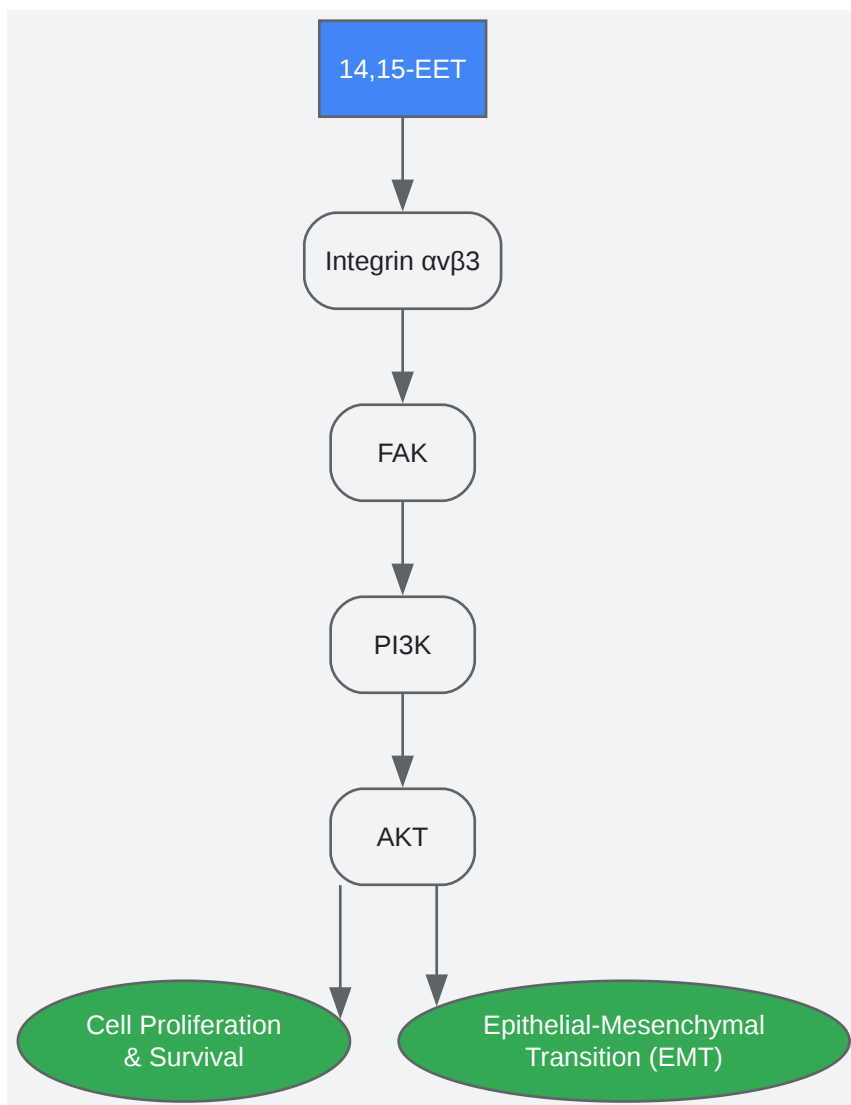 14,15-EET
Integrin αvβ3
FAK
PI3K
AKT
Cell Proliferation
& Survival
Epithelial-Mesenchymal
Transition (EMT)